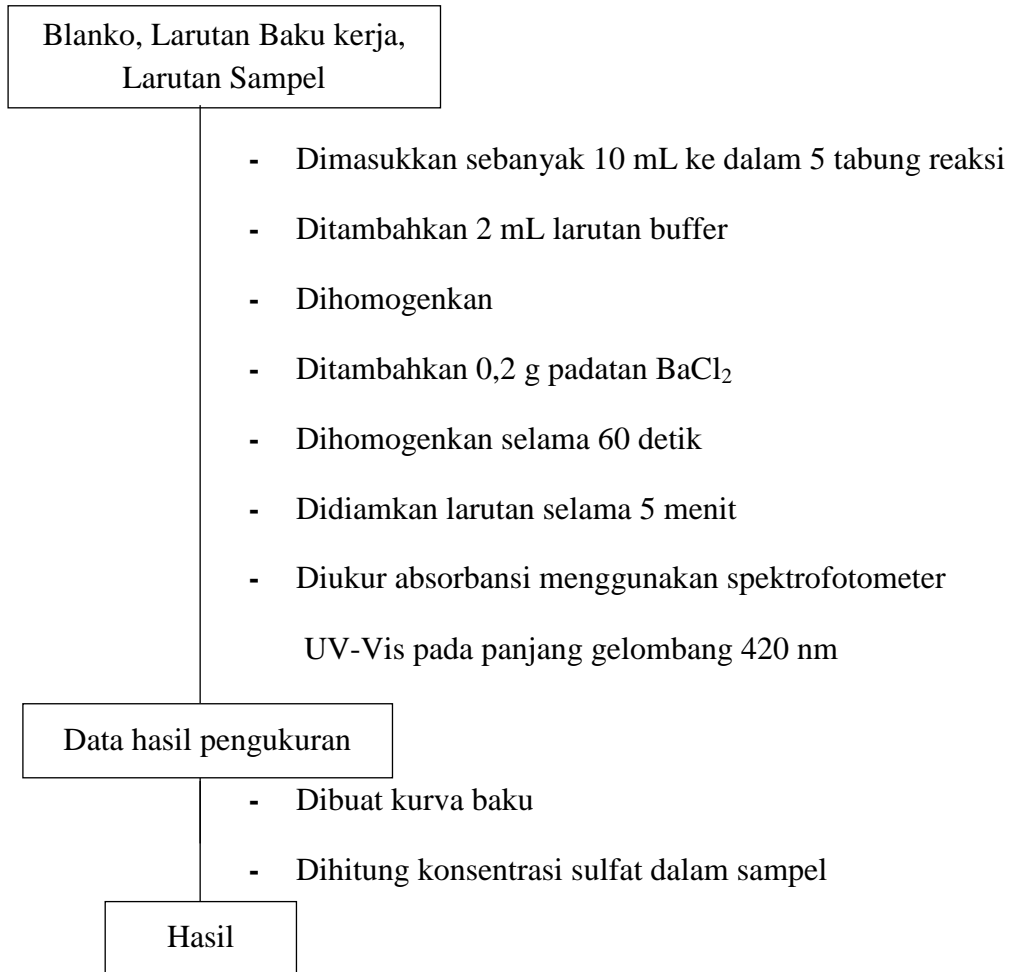 Blanko, Larutan Baku kerja,
Larutan Sampel
- Dimasukkan sebanyak 10 mL ke dalam 5 tabung reaksi
- Ditambahkan 2 mL larutan buffer
- Dihomogenkan
- Ditambahkan 0,2 g padatan BaCl₂
- Dihomogenkan selama 60 detik
- Didiamkan larutan selama 5 menit
- Diukur absorbansi menggunakan spektrofotometer
UV-Vis pada panjang gelombang 420 nm
Data hasil pengukuran
- Dibuat kurva baku
- Dihitung konsentrasi sulfat dalam sampel
Hasil